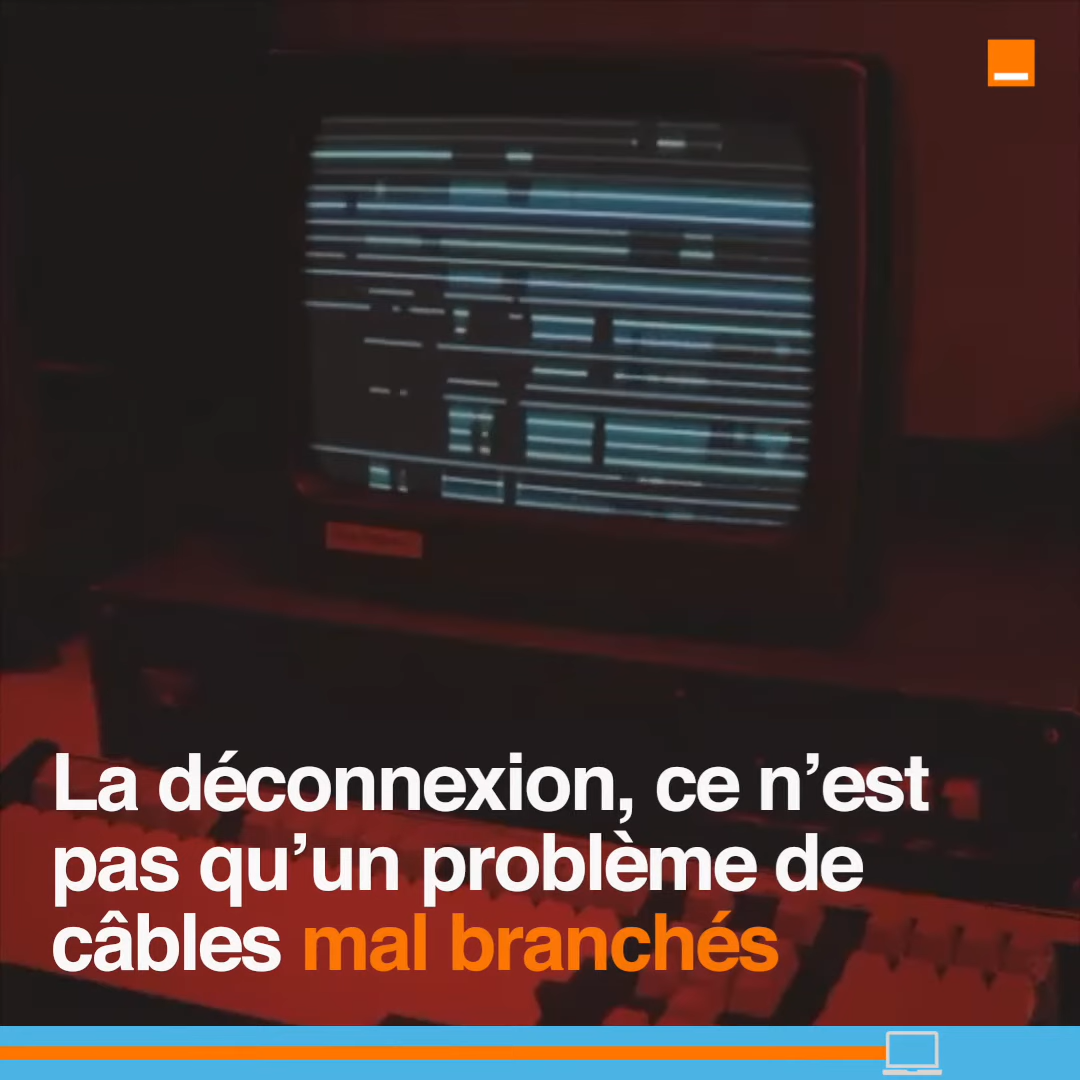 La déconnexion, ce n’est
pas qu’un problème de
câbles mal branchés